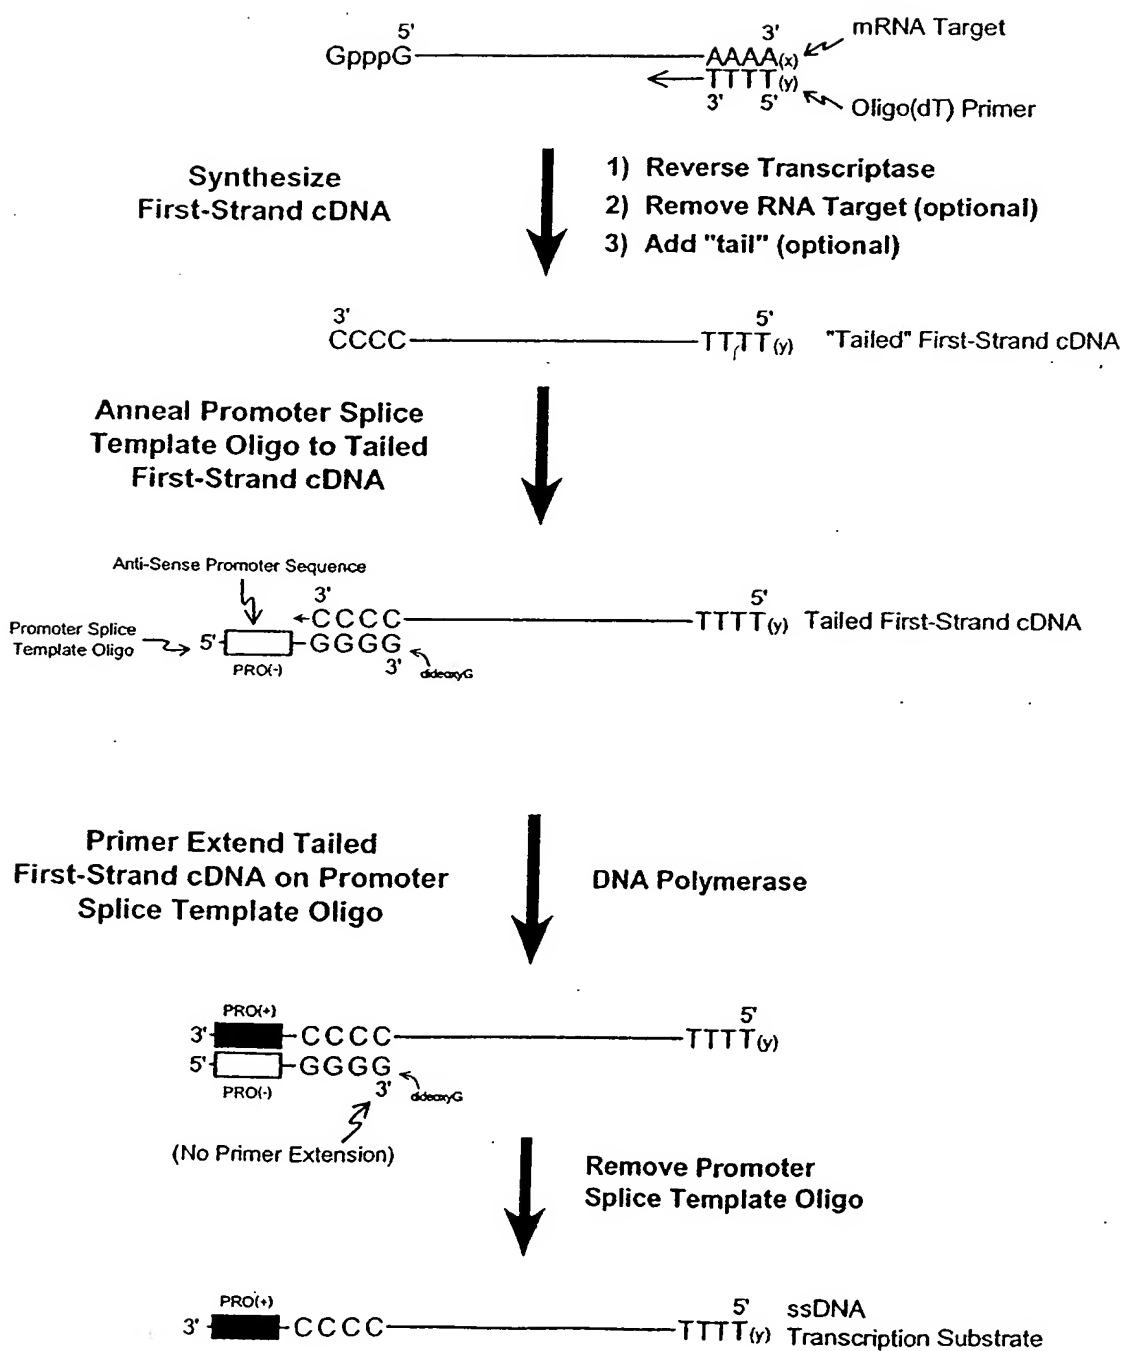 5' 3' mRNA Target
GpppG AAAA(x)
TTTT(y)
3' 5' Oligo(dT) Primer
Synthesize
First-Strand cDNA
1) Reverse Transcriptase
2) Remove RNA Target (optional)
3) Add "tail" (optional)
3' 5'
CCCC TTTT(y) "Tailed" First-Strand cDNA
Anneal Promoter Splice
Template Oligo to Tailed
First-Strand cDNA
Anti-Sense Promoter Sequence
3' 5'
CCCC TTTT(y) Tailed First-Strand cDNA
Promoter Splice
Template Oligo
5' GGGG
PRO(-) 3' dideoxyG
Primer Extend Tailed
First-Strand cDNA on Promoter
Splice Template Oligo
DNA Polymerase
PRO(+) 5'
3' CCCC TTTT(y)
5' GGGG
PRO(-) 3' dideoxyG
(No Primer Extension)
Remove Promoter
Splice Template Oligo
PRO(+) 5'
3' CCCC TTTT(y)
ssDNA
Transcription Substrate